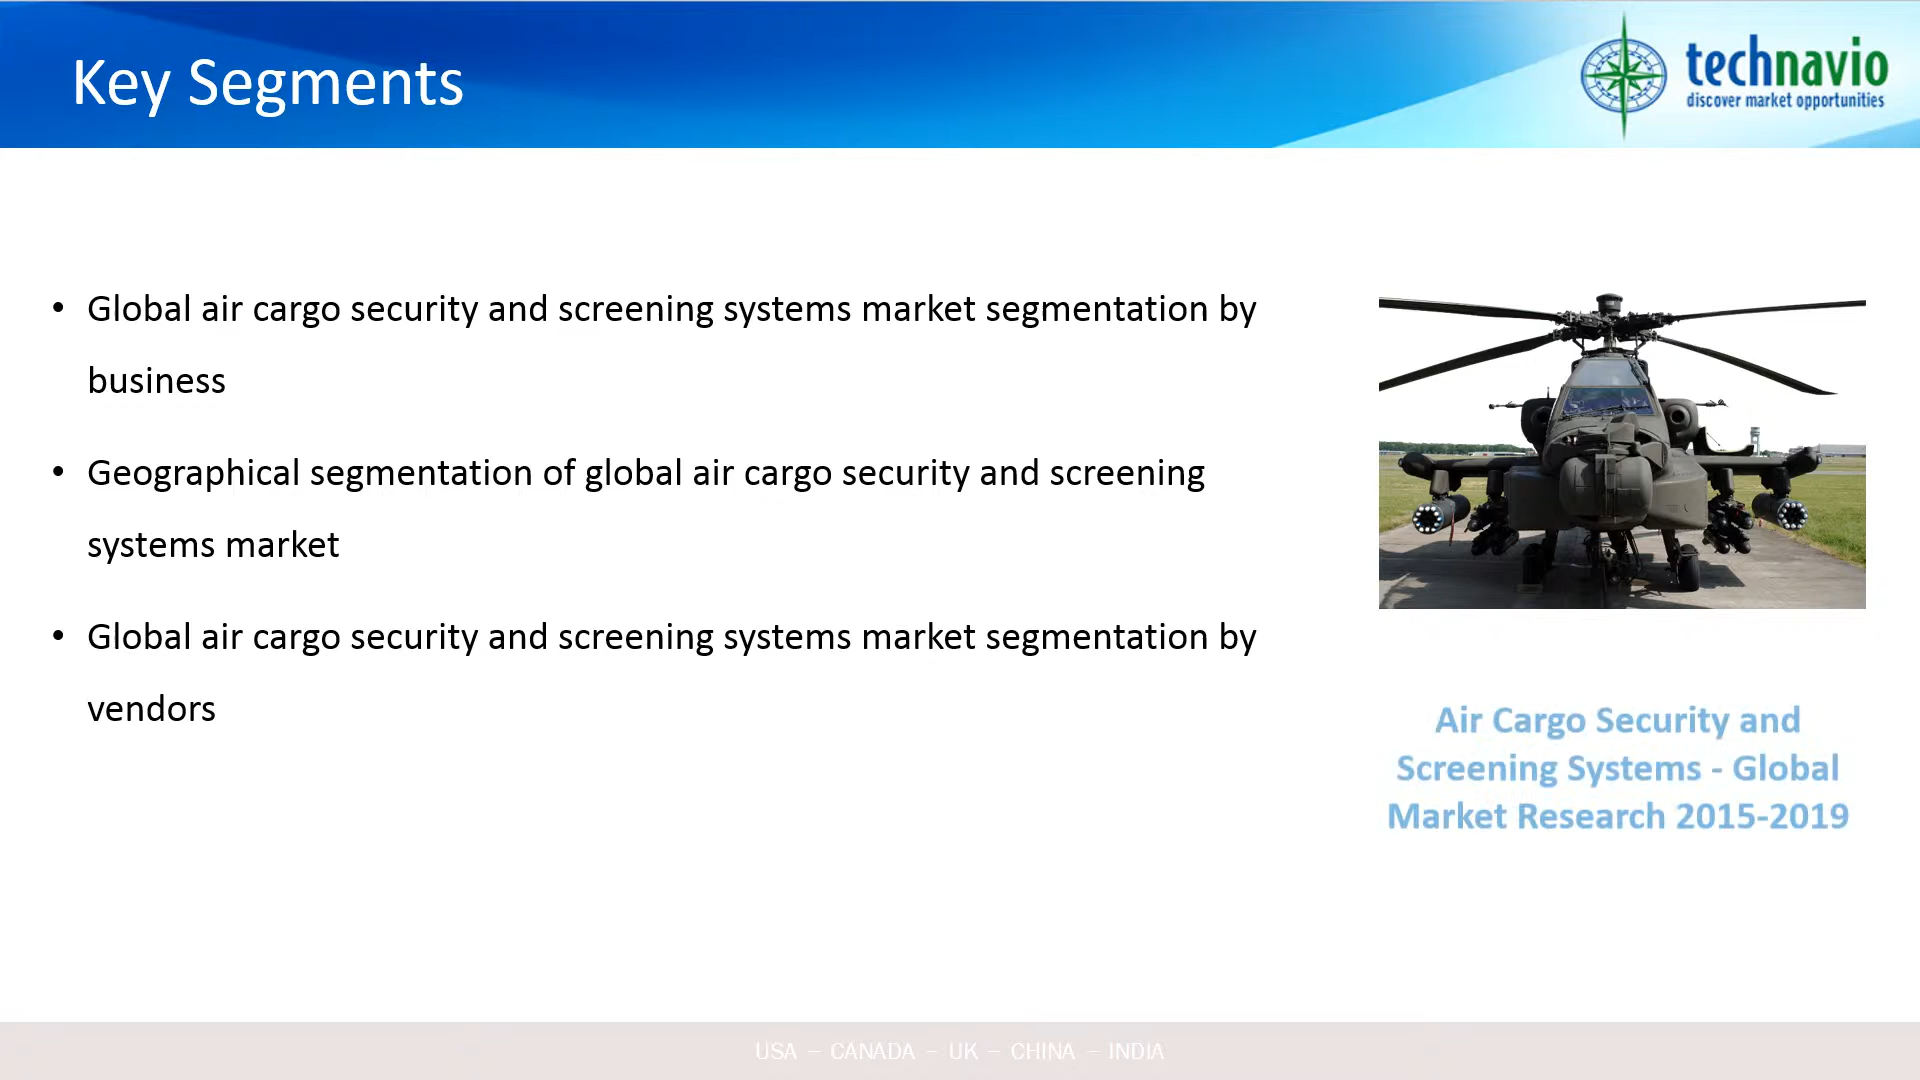 Key Segments
technavio
discover market opportunities
• Global air cargo security and screening systems market segmentation by
business
• Geographical segmentation of global air cargo security and screening
systems market
• Global air cargo security and screening systems market segmentation by
vendors
Air Cargo Security and
Screening Systems - Global
Market Research 2015-2019
USA – CANADA – UK – CHINA – INDIA